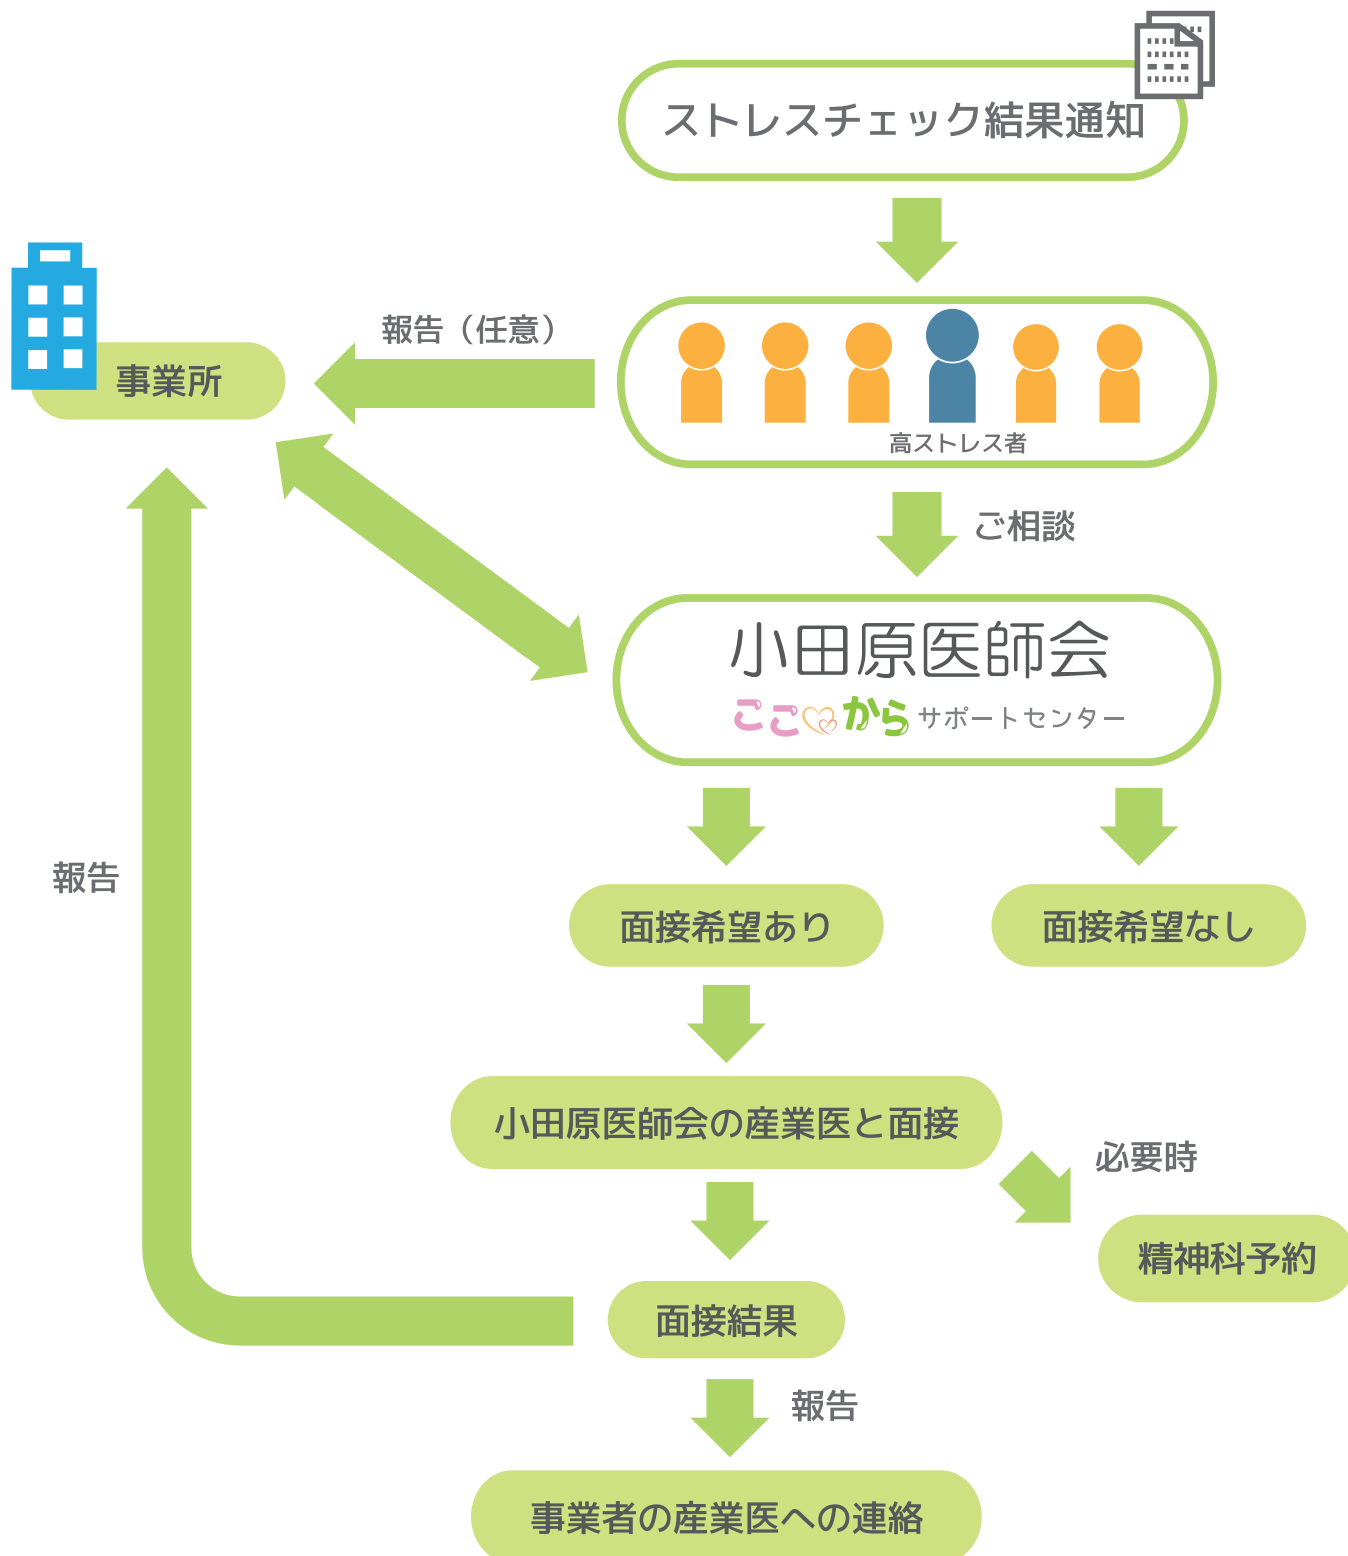 ストレスチェック結果通知
報告（任意）
事業所
高ストレス者
ご相談
小田原医師会
ここから サポートセンター
報告
面接希望あり
面接希望なし
小田原医師会の産業医と面接
必要時
精神科予約
面接結果
報告
事業者の産業医への連絡